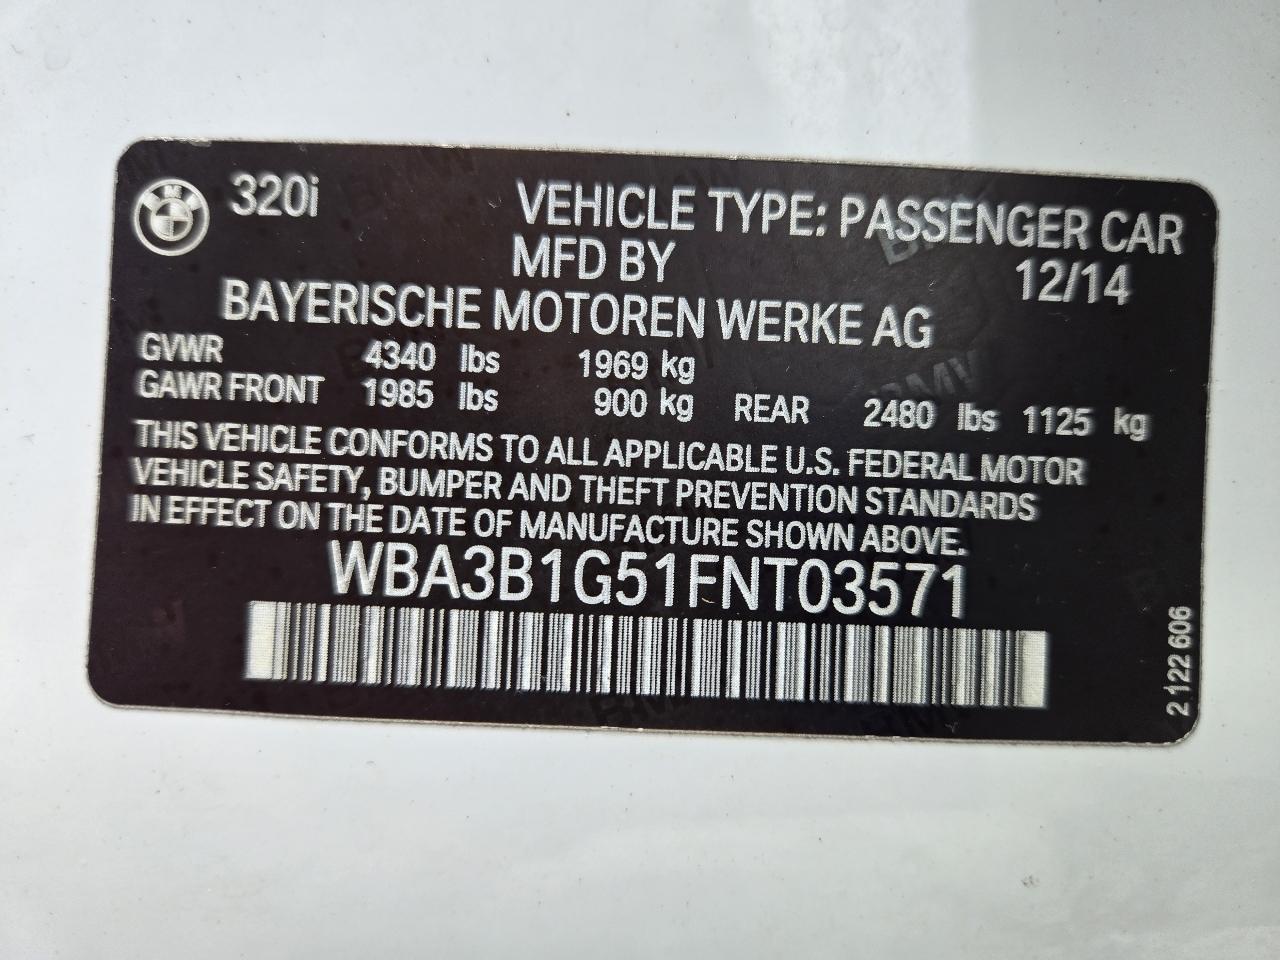 320i
VEHICLE TYPE: PASSENGER CAR
MFD BY 12/14
BAYERISCHE MOTOREN WERKE AG
GVWR 4340 lbs 1969 kg
GAWR FRONT 1985 lbs 900 kg REAR 2480 lbs 1125 kg
THIS VEHICLE CONFORMS TO ALL APPLICABLE U.S. FEDERAL MOTOR
VEHICLE SAFETY, BUMPER AND THEFT PREVENTION STANDARDS
IN EFFECT ON THE DATE OF MANUFACTURE SHOWN ABOVE.
WBA3B1G51FNT03571
2 122 606